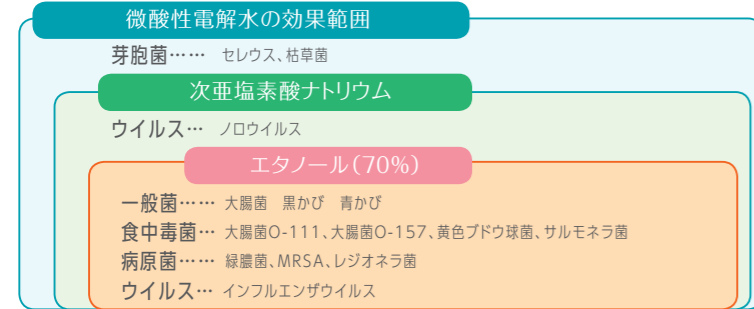 微酸性電解水の効果範囲
芽胞菌…… セレウス、枯草菌
次亜塩素酸ナトリウム
ウイルス… ノロウイルス
エタノール(70%)
一般菌…… 大腸菌 黒かび 青かび
食中毒菌… 大腸菌O-111、大腸菌O-157、黄色ブドウ球菌、サルモネラ菌
病原菌…… 緑膿菌、MRSA、レジオネラ菌
ウイルス… インフルエンザウイルス